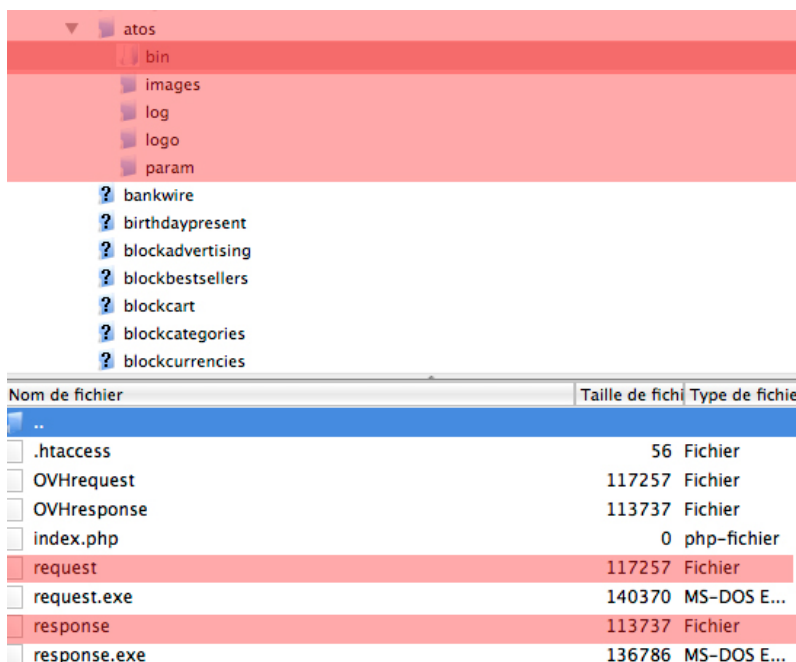 atos
bin
images
log
logo
param
? bankwire
? birthdaypresent
? blockadvertising
? blockbestsellers
? blockcart
? blockcategories
? blockcurrencies
Nom de fichier Taille de fichi Type de fichie
..
.htaccess 56 Fichier
OVHrequest 117257 Fichier
OVHresponse 113737 Fichier
index.php 0 php-fichier
request 117257 Fichier
request.exe 140370 MS-DOS E...
response 113737 Fichier
response.exe 136786 MS-DOS E...